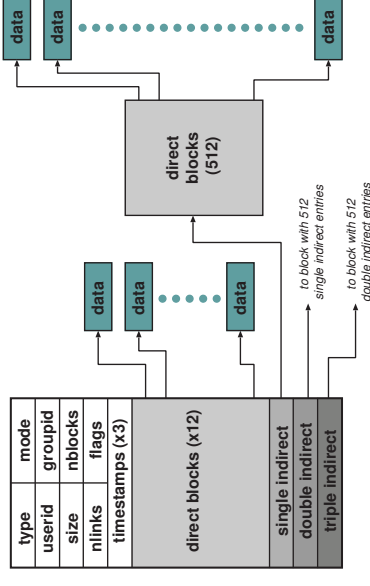 type mode
userid groupid
size nblocks
nlinks flags
timestamps (x3)
direct blocks (x12)
single indirect
double indirect
triple indirect
data
data
data
direct
blocks
(512)
data
data
data
to block with 512
single indirect entries
to block with 512
double indirect entries